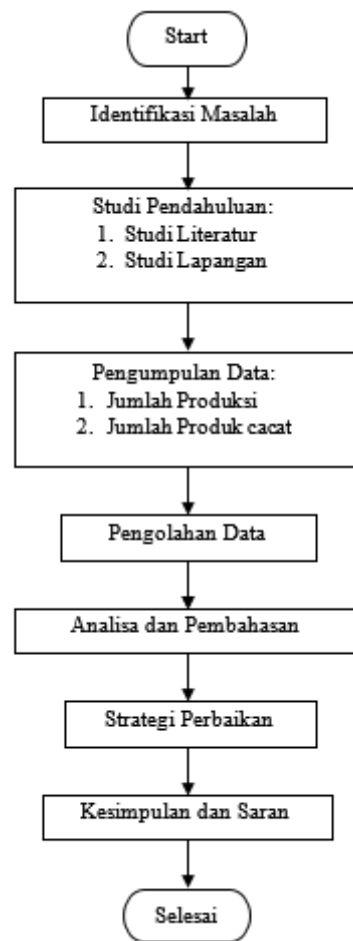 Start
Identifikasi Masalah
Studi Pendahuluan:
1. Studi Literatur
2. Studi Lapangan
Pengumpulan Data:
1. Jumlah Produksi
2. Jumlah Produk cacat
Pengolahan Data
Analisa dan Pembahasan
Strategi Perbaikan
Kesimpulan dan Saran
Selesai